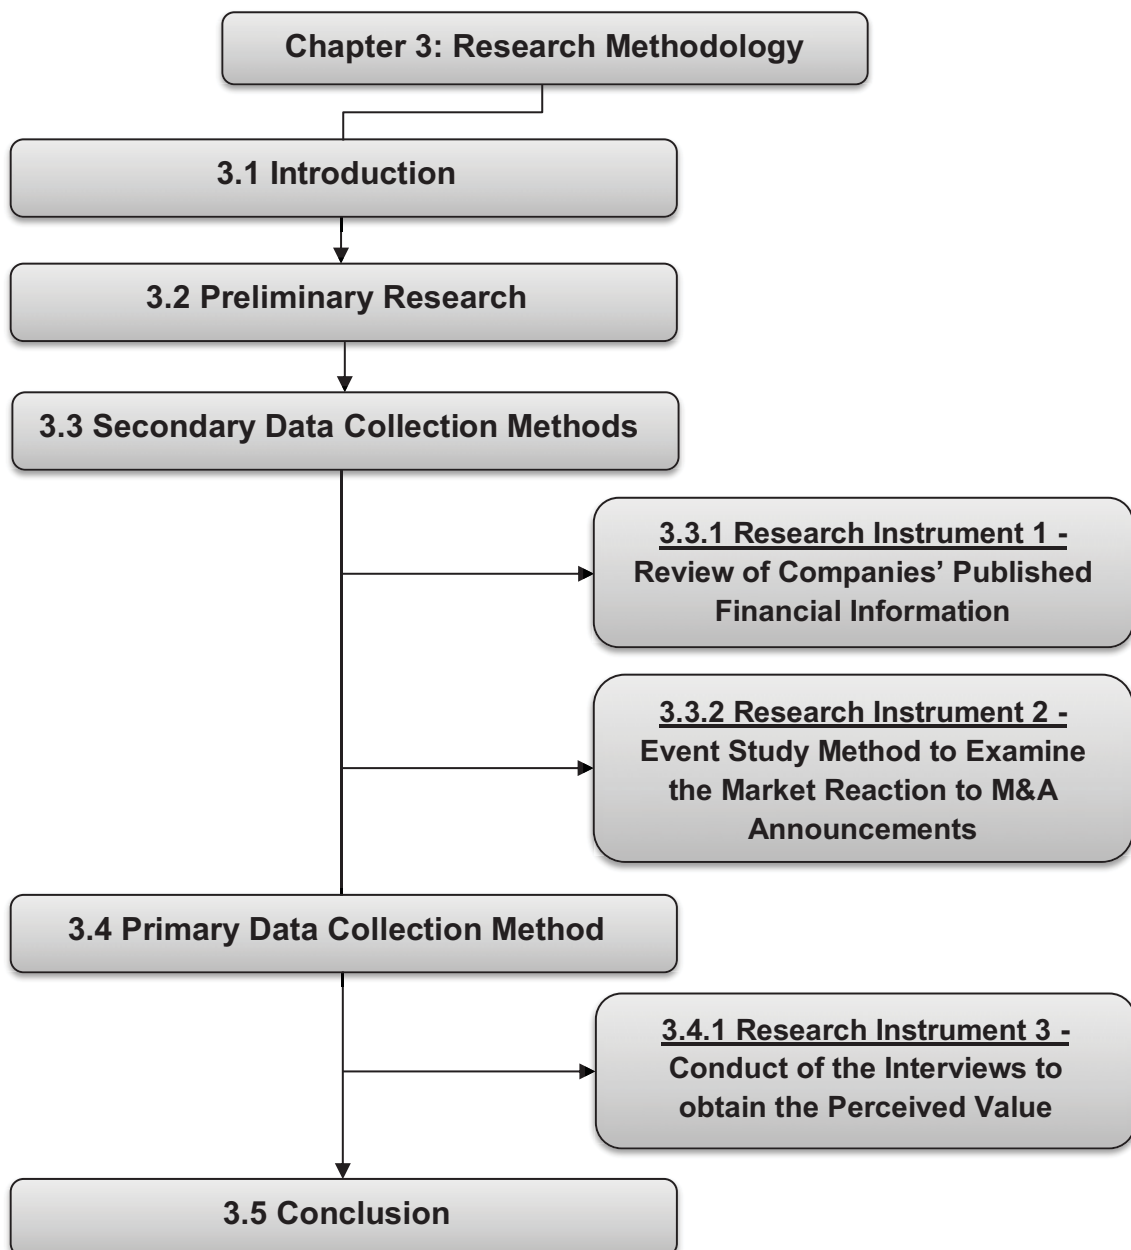 Chapter 3: Research Methodology
3.1 Introduction
3.2 Preliminary Research
3.3 Secondary Data Collection Methods
3.3.1 Research Instrument 1 -
Review of Companies’ Published
Financial Information
3.3.2 Research Instrument 2 -
Event Study Method to Examine
the Market Reaction to M&A
Announcements
3.4 Primary Data Collection Method
3.4.1 Research Instrument 3 -
Conduct of the Interviews to
obtain the Perceived Value
3.5 Conclusion